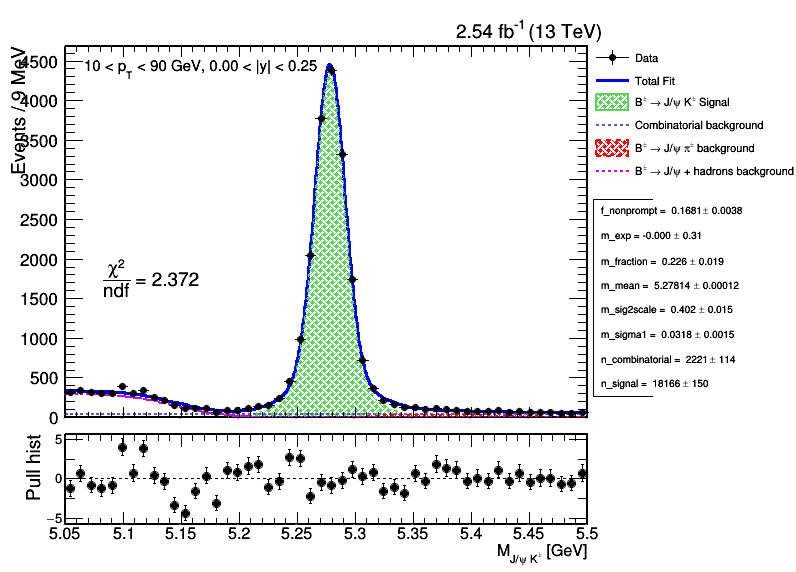 2.54 fb⁻¹ (13 TeV)
10 < p_T < 90 GeV, 0.00 < |y| < 0.25
Events / 9 MeV
4500
4000
3500
3000
2500
2000
1500
1000
500
0
χ²/ndf = 2.372
Data
Total Fit
B± → J/ψ K± Signal
Combinatorial background
B± → J/ψ π± background
B± → J/ψ + hadrons background
f_nonprompt = 0.1681 ± 0.0038
m_exp = -0.000 ± 0.31
m_fraction = 0.226 ± 0.019
m_mean = 5.27814 ± 0.00012
m_sig2scale = 0.402 ± 0.015
m_sigma1 = 0.0318 ± 0.0015
n_combinatorial = 2221 ± 114
n_signal = 18166 ± 150
Pull hist
5
0
−5
5.05 5.1 5.15 5.2 5.25 5.3 5.35 5.4 5.45 5.5
M_J/ψ K± [GeV]